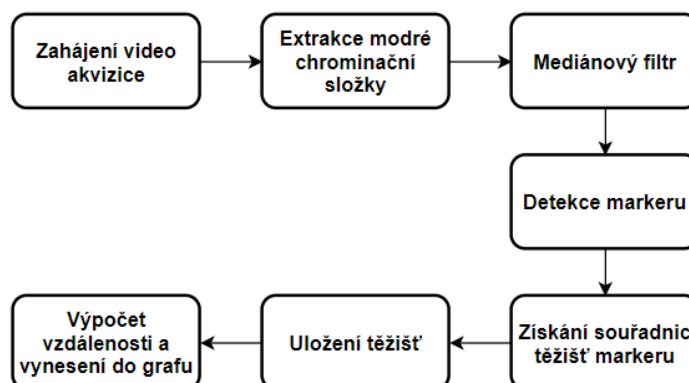 Zahájení video
akvizice
Extrakce modré
chrominační
složky
Mediánový filtr
Detekce markeru
Získání souřadnic
těžišť markeru
Uložení těžišť
Výpočet
vzdálenosti a
vynesení do grafu